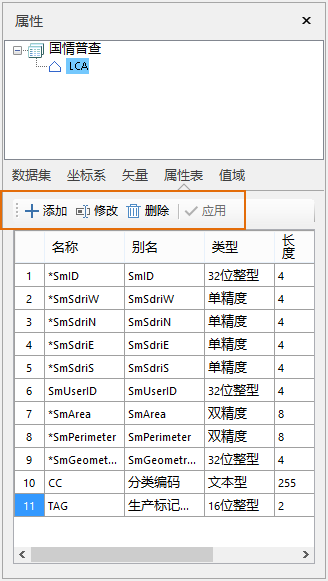 属性
国情普查
LCA
数据集 坐标系 矢量 属性表 值域
添加 修改 删除 应用
名称 别名 类型 长度
1 *SmID SmID 32位整型 4
2 *SmSdriW SmSdriW 单精度 4
3 *SmSdriN SmSdriN 单精度 4
4 *SmSdriE SmSdriE 单精度 4
5 *SmSdriS SmSdriS 单精度 4
6 SmUserID SmUserID 32位整型 4
7 *SmArea SmArea 双精度 8
8 *SmPerimeter SmPerimeter 双精度 8
9 *SmGeomet... SmGeometr... 32位整型 4
10 CC 分类编码 文本型 255
11 TAG 生产标记... 16位整型 2